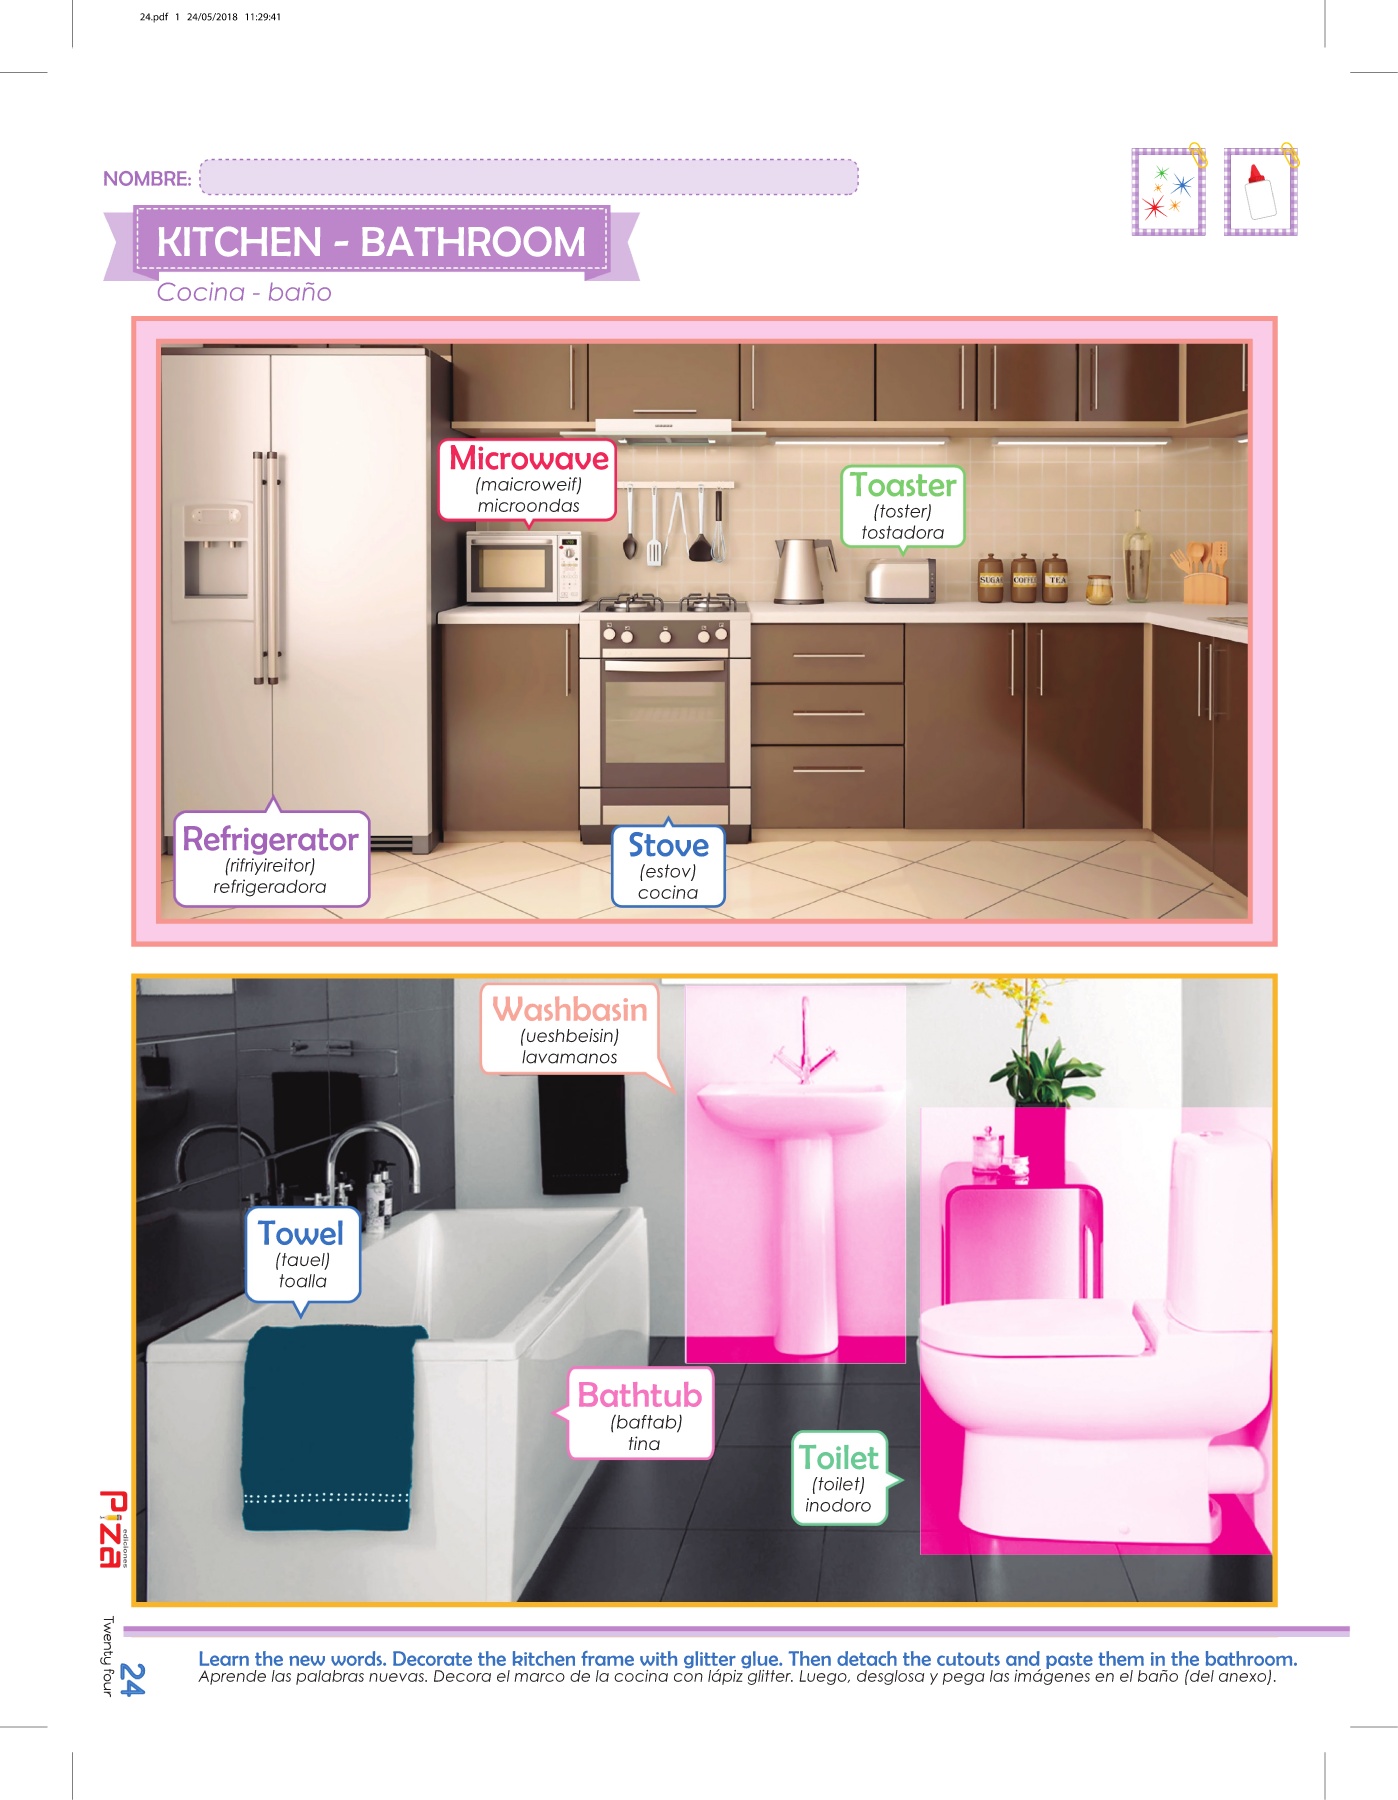 24.pdf 1 24/05/2018 11:29:41
NOMBRE:
KITCHEN - BATHROOM
Cocina - baño
Microwave
(maicroweif)
microondas
Toaster
(toster)
tostadora
SUGAR
COFFEE
TEA
Refrigerator
(rifriyireitor)
refrigeradora
Stove
(estov)
cocina
Washbasin
(ueshbeisin)
lavamanos
Towel
(tauel)
toalla
Bathtub
(baftab)
tina
Toilet
(toilet)
inodoro
Piza
ediciones
Twenty four
24
Learn the new words. Decorate the kitchen frame with glitter glue. Then detach the cutouts and paste them in the bathroom.
Aprende las palabras nuevas. Decora el marco de la cocina con lápiz glitter. Luego, desglosa y pega las imágenes en el baño (del anexo).